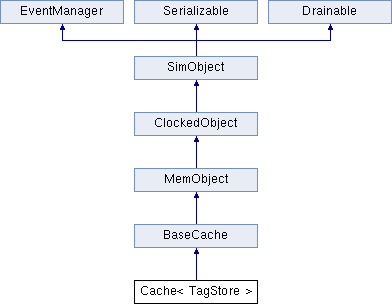 EventManager Serializable Drainable
SimObject
ClockedObject
MemObject
BaseCache
Cache< TagStore >